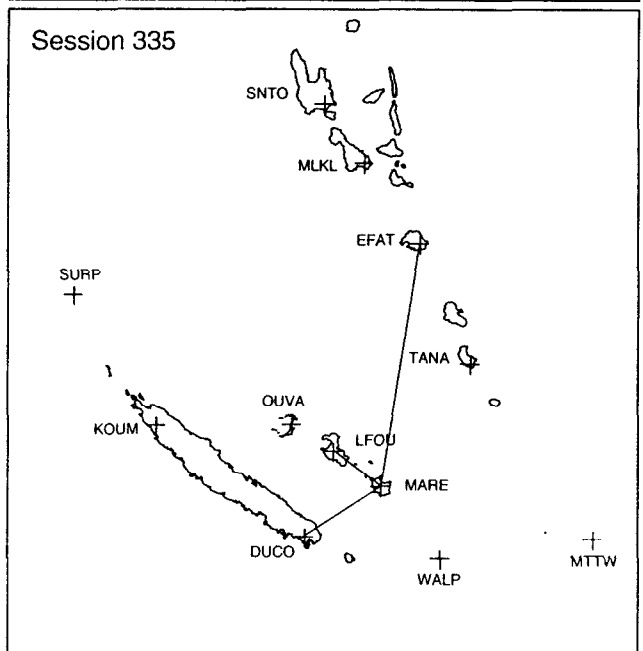 Session 335
SNTO
MLKL
EFAT
SURP
TANA
OUVA
KOUM
LFOU
MARE
DUCO
WALP
MTTW